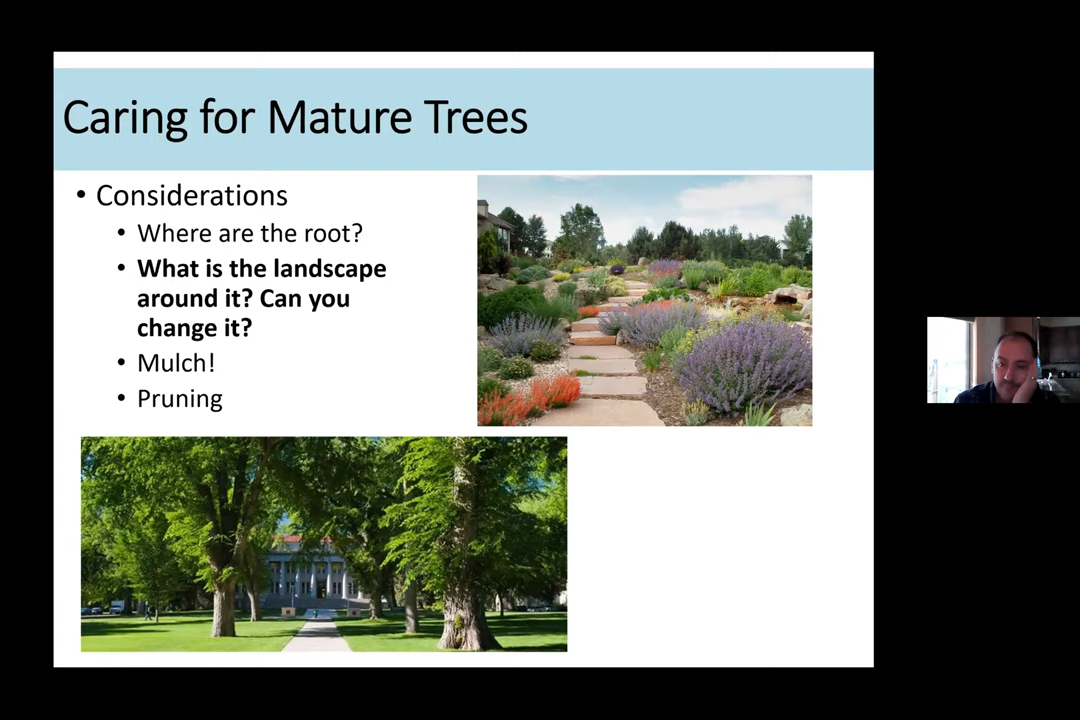 Caring for Mature Trees
• Considerations
• Where are the root?
• What is the landscape
around it? Can you
change it?
• Mulch!
• Pruning